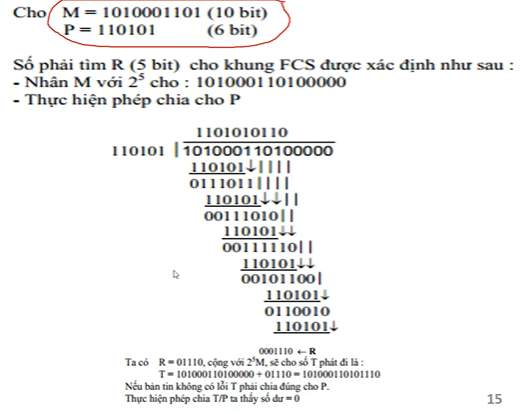 Cho M = 1010001101 (10 bit)
P = 110101 (6 bit)
Số phải tìm R (5 bit) cho khung FCS được xác định như sau :
- Nhân M với 2⁵ cho : 101000110100000
- Thực hiện phép chia cho P
1101010110
110101 |101000110100000
110101↓||||
0111011||||
110101↓↓||
00111010||
110101↓↓
00111110||
110101↓↓
00101100|
110101↓
0110010
110101↓
0001110 ← R
Ta có R = 01110, cộng với 2⁵M, sẽ cho số T phát đi là :
T = 101000110100000 + 01110 = 101000110101110
Nếu bản tin không có lỗi T phải chia đúng cho P.
Thực hiện phép chia T/P ta thấy số dư = 0
15